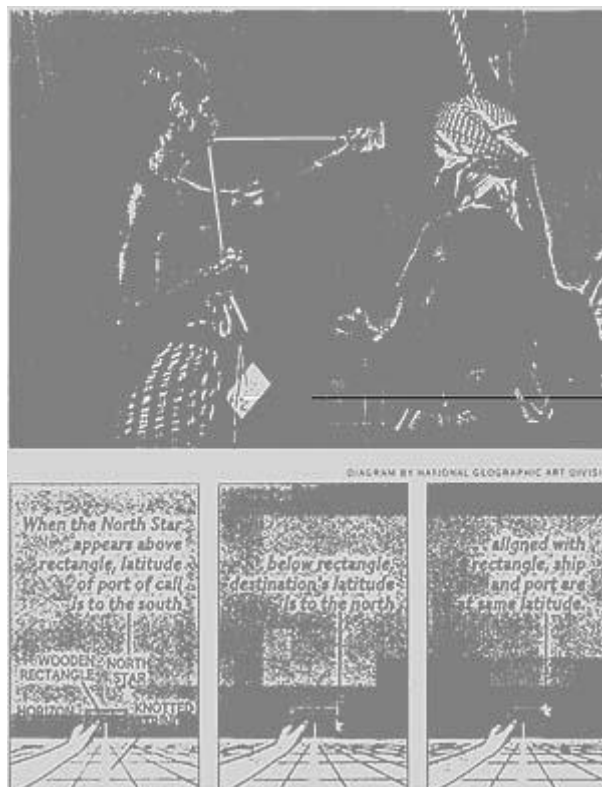 DIAGRAM BY NATIONAL GEOGRAPHIC ART DIVISI
When the North Star
appears above
rectangle, latitude
of port of call
is to the south
WOODEN
RECTANGLE
NORTH
STAR
HORIZON
KNOTTED
below rectangle,
destination's latitude
is to the north
aligned with
rectangle, ship
and port are
at same latitude.